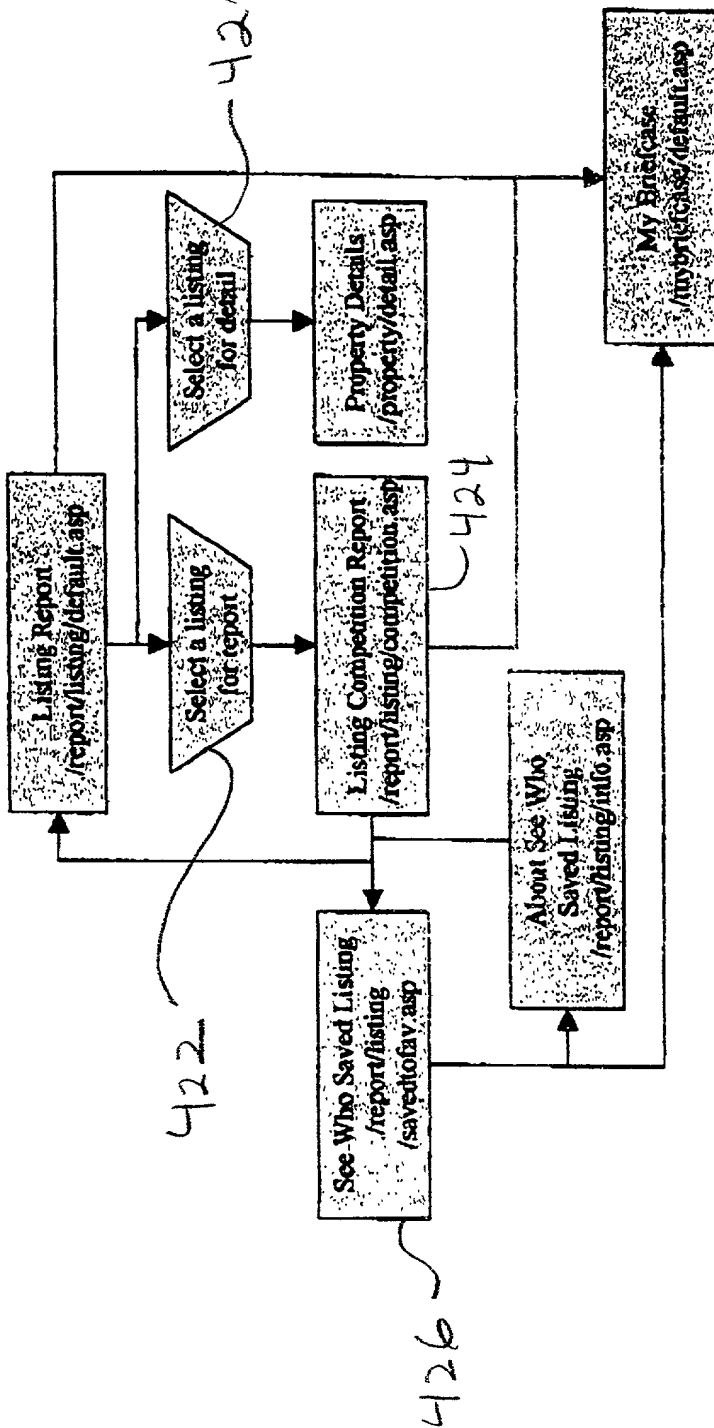 Listing Report
/report/listing/default.asp
Select a listing
for report
Select a listing
for detail
42
422
Listing Competition Report
/report/listing/competition.asp
424
Property Details
/property/detail.asp
See-Who Saved Listing
/report/listing
/savedtofav.asp
426
About See Who
Saved Listing
/report/listing/info.asp
My Briefcase
/mybriefcase/default.asp